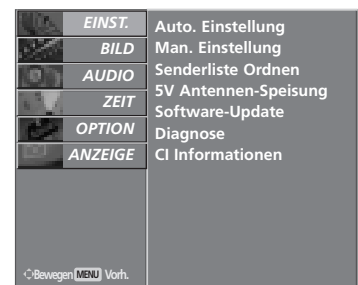 EINST.
BILD
AUDIO
ZEIT
OPTION
ANZEIGE
Auto. Einstellung
Man. Einstellung
Senderliste Ordnen
5V Antennen-Speisung
Software-Update
Diagnose
CI Informationen
Bewegen MENU Vorh.